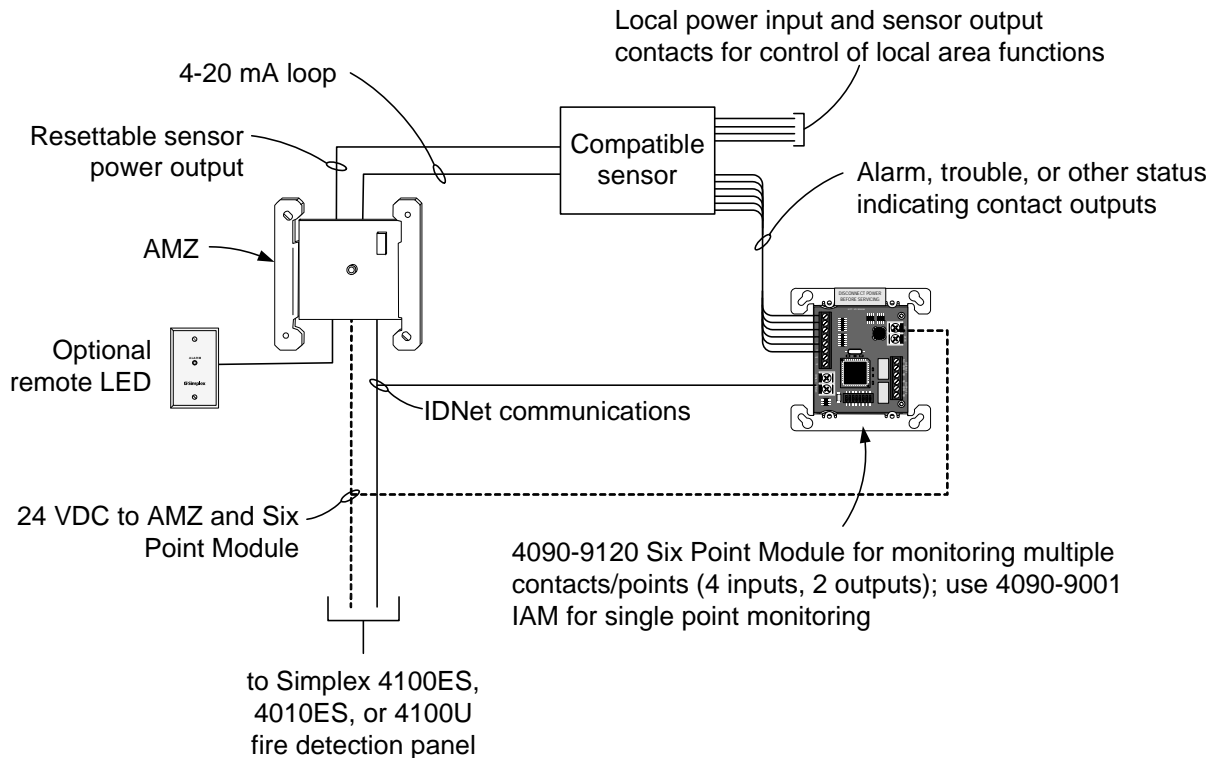 Local power input and sensor output
contacts for control of local area functions
4-20 mA loop
Resettable sensor
power output
Compatible
sensor
Alarm, trouble, or other status
indicating contact outputs
AMZ
DISCONNECT POWER
BEFORE SERVICING
Optional
remote LED
ALARM
Simplex
IDNet communications
24 VDC to AMZ and Six
Point Module
4090-9120 Six Point Module for monitoring multiple
contacts/points (4 inputs, 2 outputs); use 4090-9001
IAM for single point monitoring
to Simplex 4100ES,
4010ES, or 4100U
fire detection panel